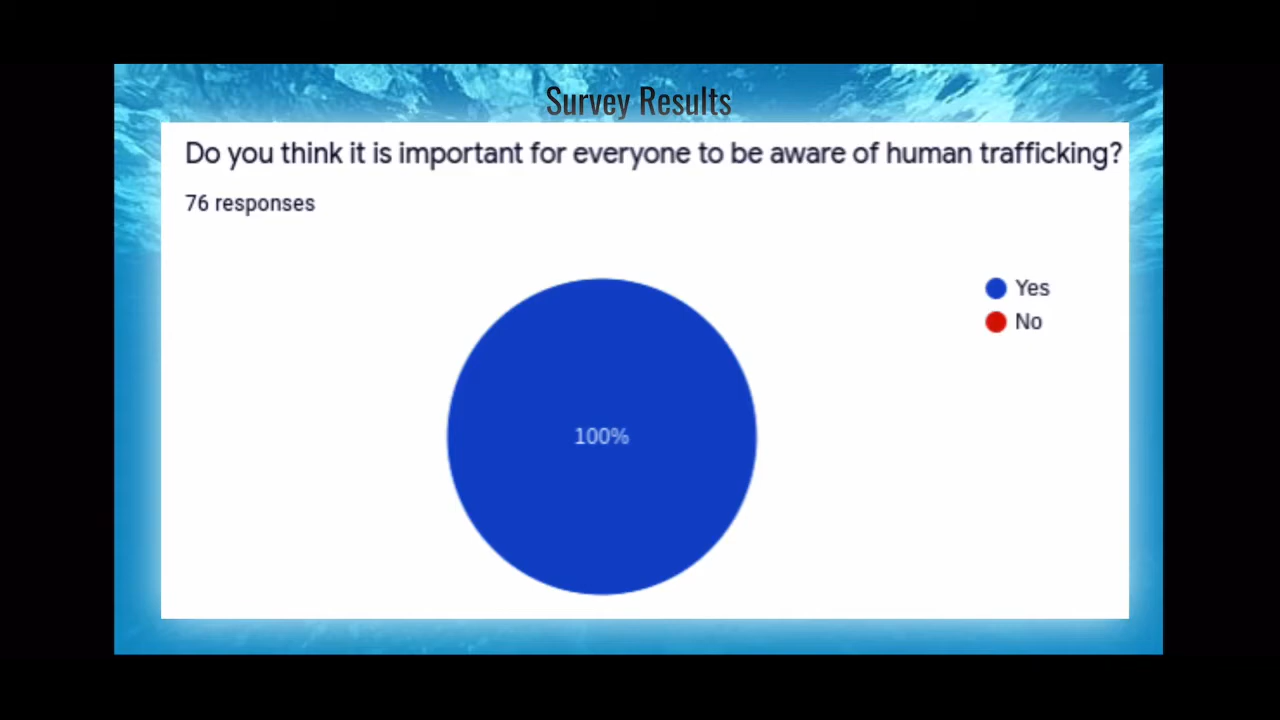 Survey Results
Do you think it is important for everyone to be aware of human trafficking?
76 responses
Yes
No
100%